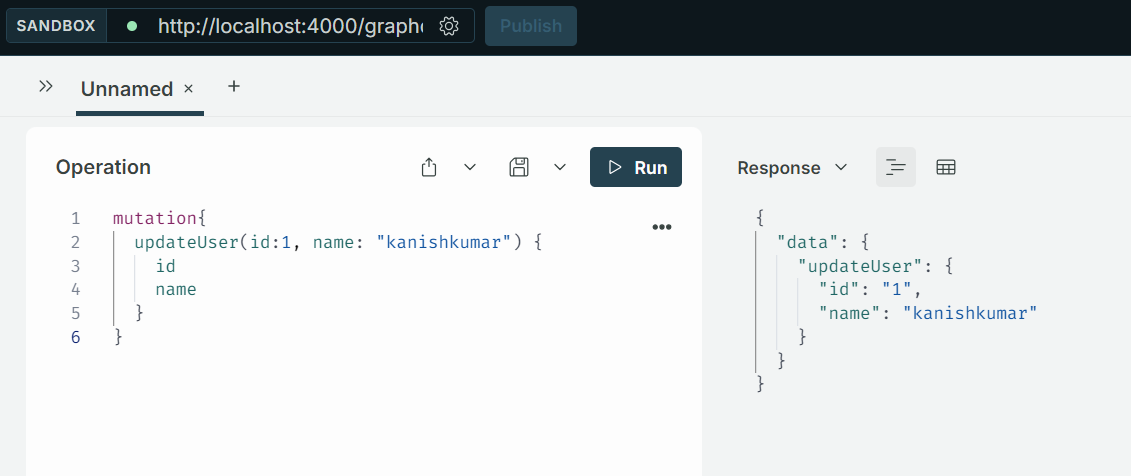 SANDBOX http://localhost:4000/graph Publish
Unnamed
Operation Run
1 mutation{
2 updateUser(id:1, name: "kanishkumar") {
3 id
4 name
5 }
6 }
Response
{
"data": {
"updateUser": {
"id": "1",
"name": "kanishkumar"
}
}
}